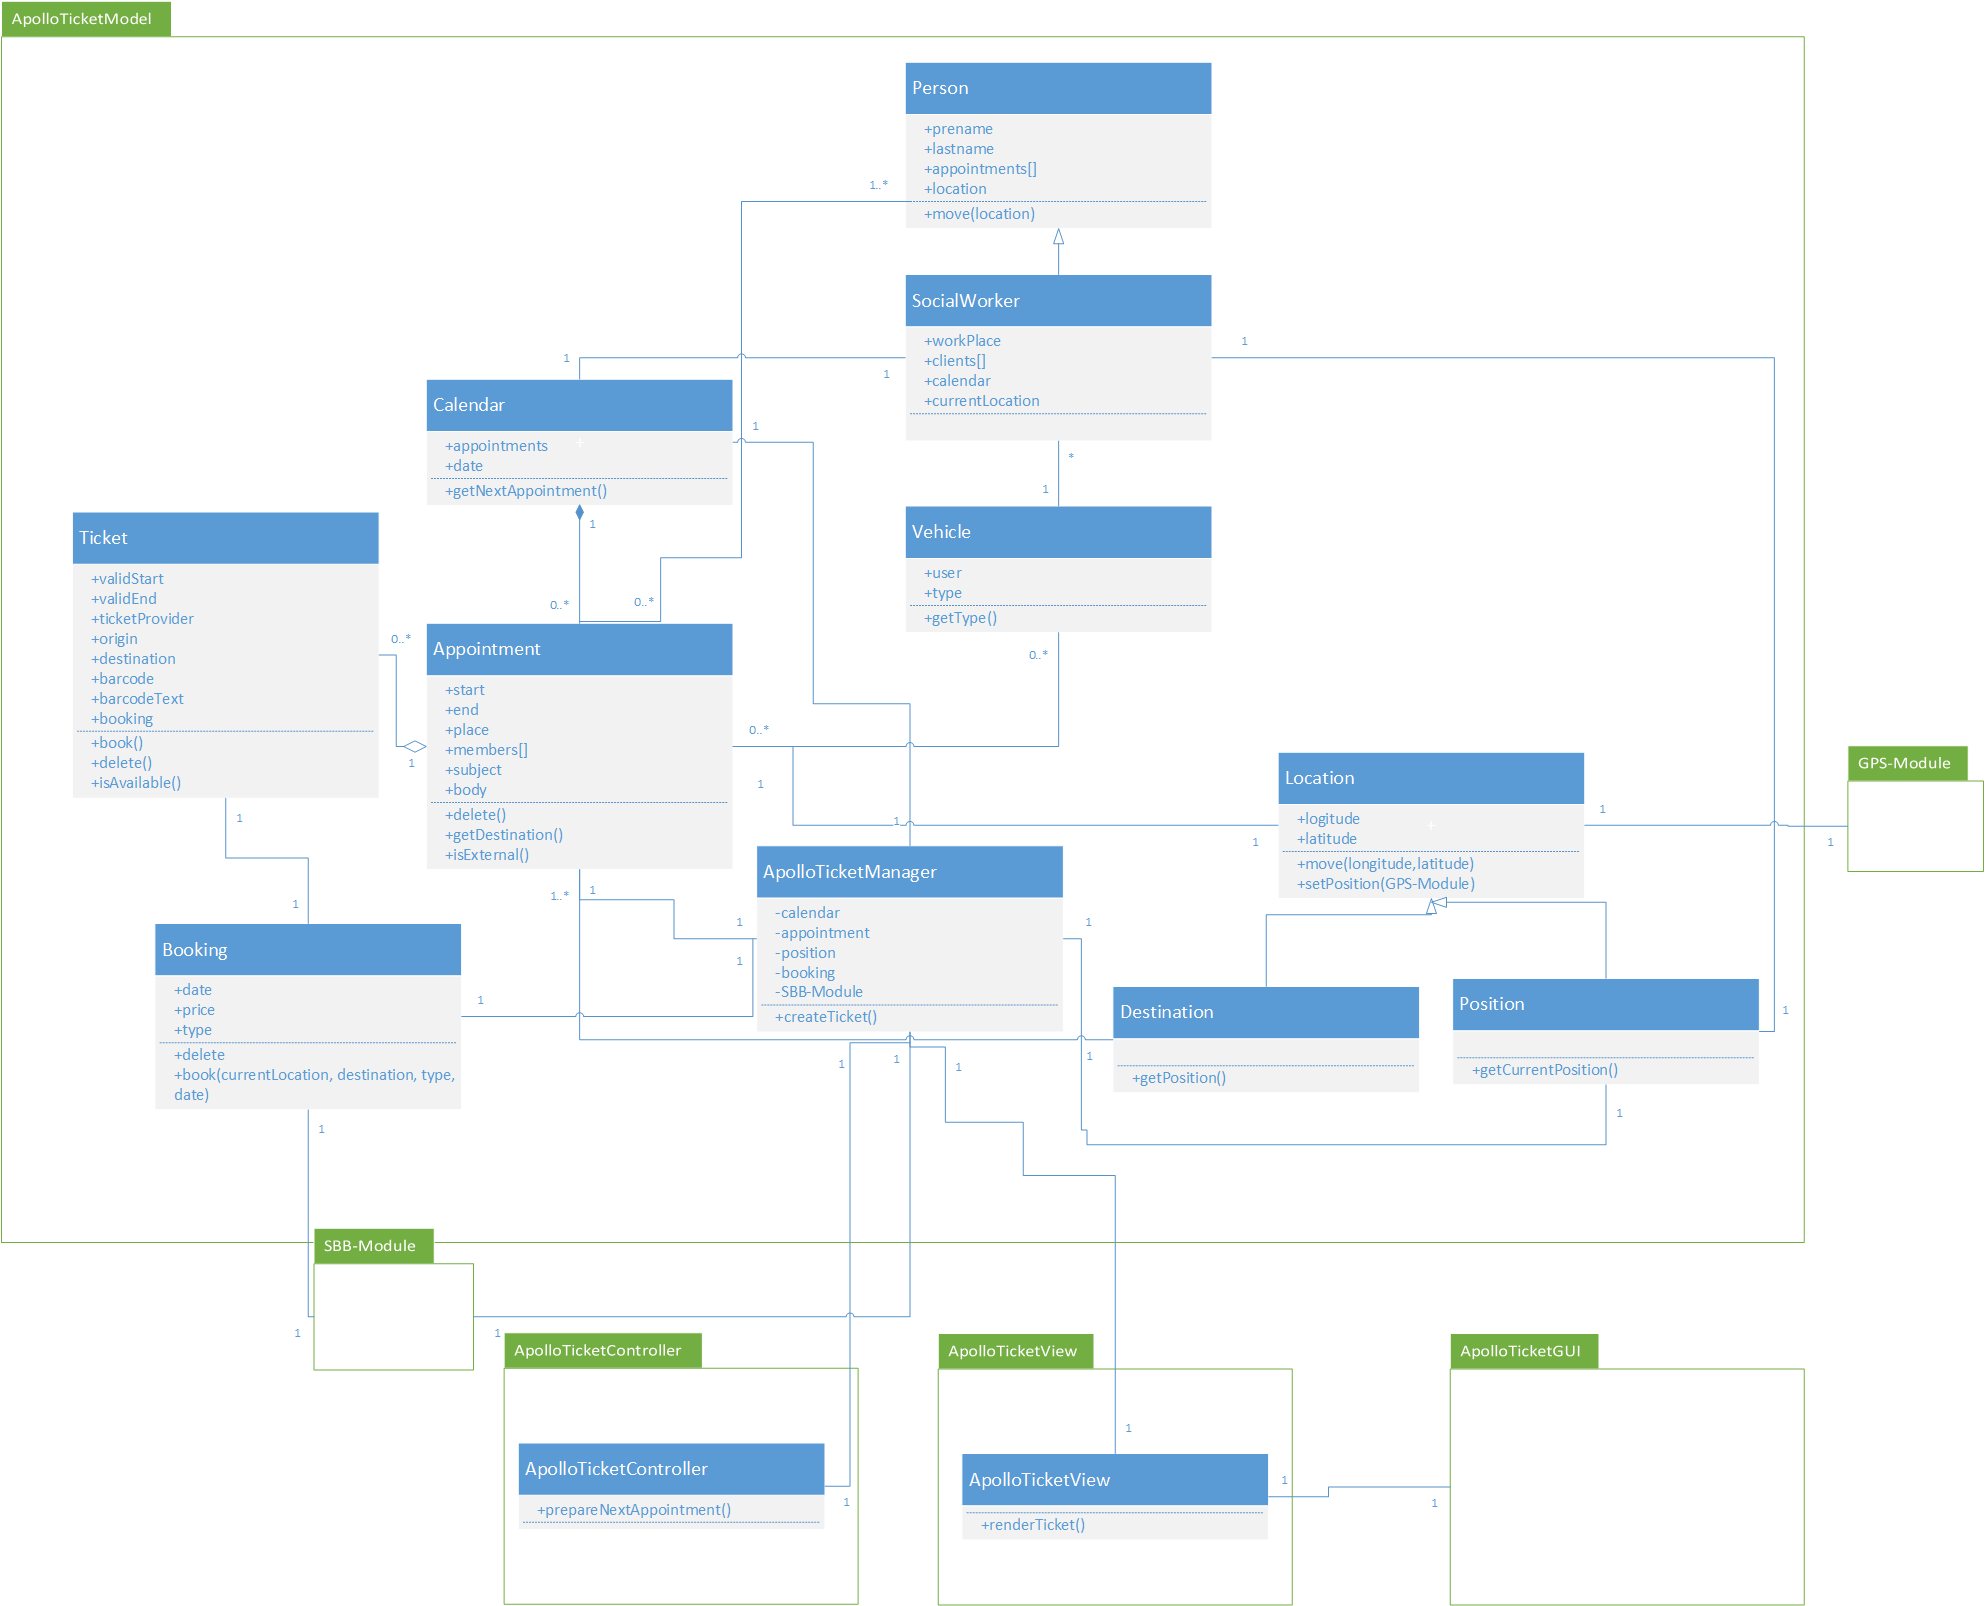 ApolloTicketModel
Person
+prename
+lastname
+appointments[]
+location
+move(location)
1..*
SocialWorker
+workPlace
+clients[]
+calendar
+currentLocation
1
1
1
Calendar
+appointments
+date
+getNextAppointment()
1
*
1
1
Vehicle
+user
+type
+getType()
0..*
Ticket
+validStart
+validEnd
+ticketProvider
+origin
+destination
+barcode
+barcodeText
+booking
+book()
+delete()
+isAvailable()
0..*
1
0..*
0..*
Appointment
+start
+end
+place
+members[]
+subject
+body
+delete()
+getDestination()
+isExternal()
0..*
1
1
1
Location
+logitude
+latitude
+move(longitude,latitude)
+setPosition(GPS-Module)
1
1
GPS-Module
1
1
Booking
+date
+price
+type
+delete
+book(currentLocation, destination, type,
date)
1
1..*
1
1
1
ApolloTicketManager
-calendar
-appointment
-position
-booking
-SBB-Module
+createTicket()
1
Destination
+getPosition()
1
Position
+getCurrentPosition()
1
1
1
1
1
1
SBB-Module
1
1
ApolloTicketController
ApolloTicketController
+prepareNextAppointment()
1
ApolloTicketView
1
ApolloTicketView
+renderTicket()
1
1
ApolloTicketGUI